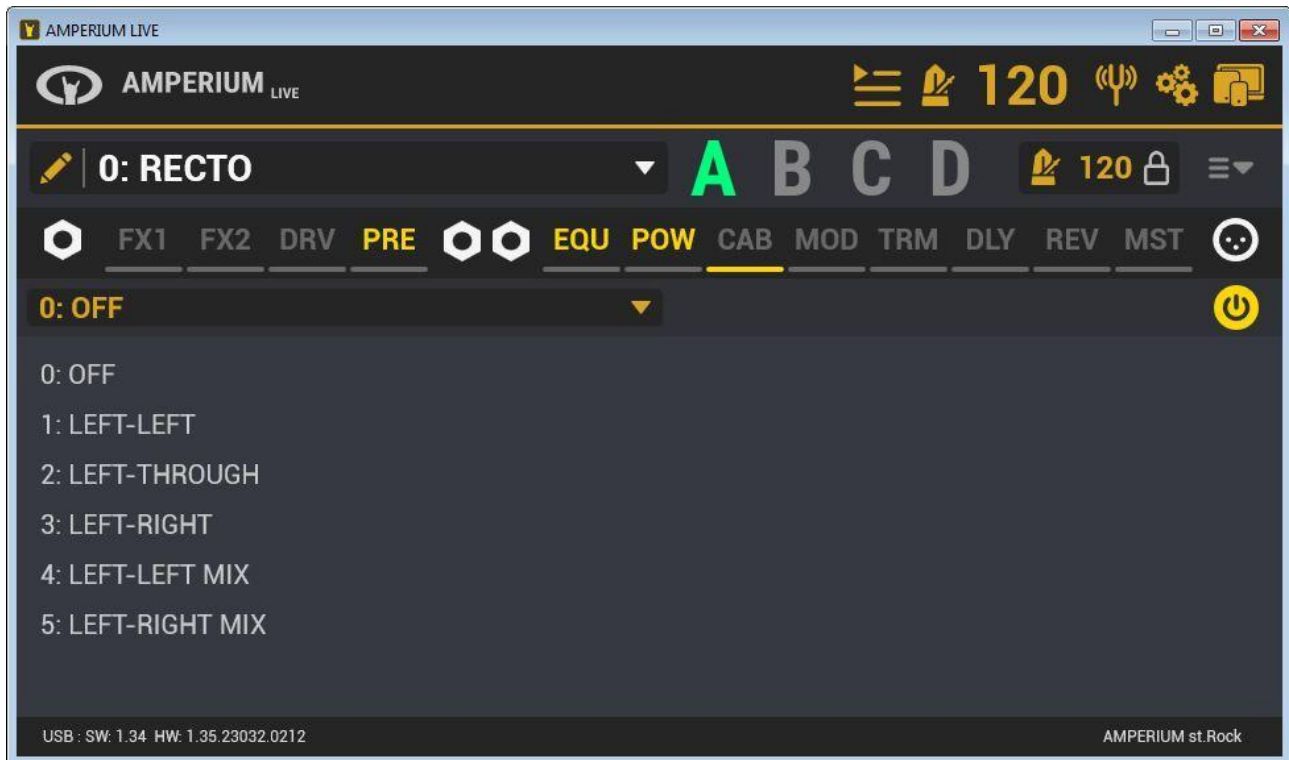 AMPERIUM LIVE
AMPERIUM LIVE 120
0: RECTO A B C D 120
FX1 FX2 DRV PRE EQU POW CAB MOD TRM DLY REV MST
0: OFF
0: OFF
1: LEFT-LEFT
2: LEFT-THROUGH
3: LEFT-RIGHT
4: LEFT-LEFT MIX
5: LEFT-RIGHT MIX
USB : SW: 1.34 HW: 1.35.23032.0212 AMPERIUM st.Rock